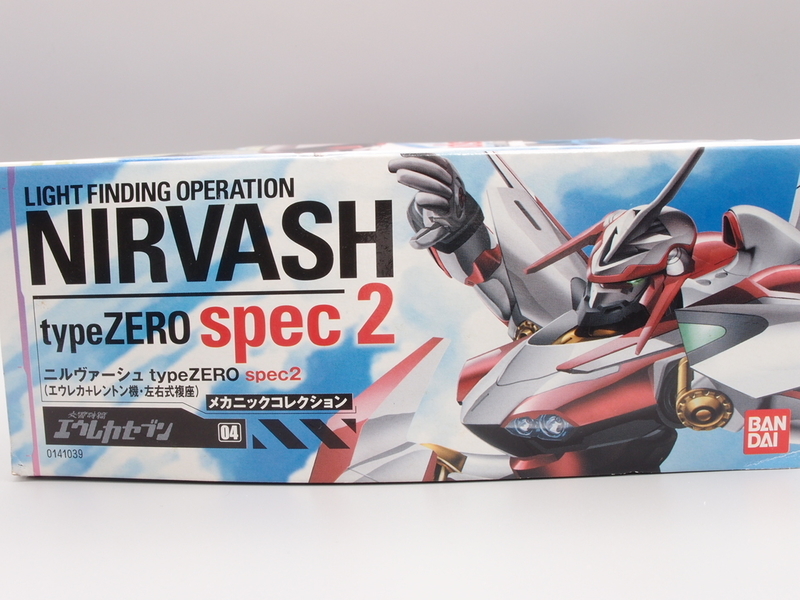 LIGHT FINDING OPERATION
NIRVASH
typeZERO spec 2
ニルヴァーシュ typeZERO spec2
(エウレカ+レントン機・左右式複座)
メカニックコレクション
交響詩篇
エウレカセブン
04
0141039
BAN
DAI